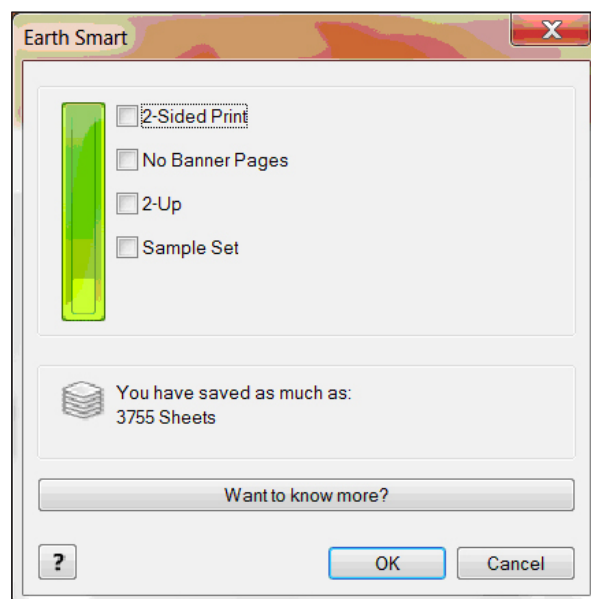 Earth Smart
X
2-Sided Print
No Banner Pages
2-Up
Sample Set
You have saved as much as:
3755 Sheets
Want to know more?
?
OK
Cancel